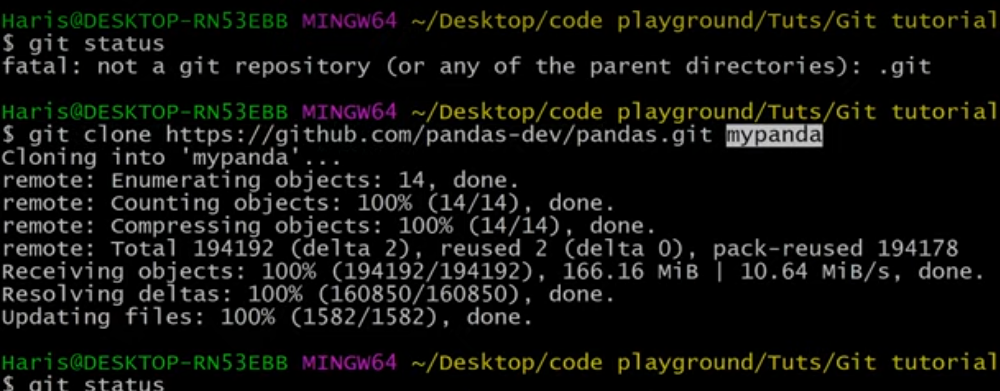 Haris@DESKTOP-RN53EBB MINGW64 ~/Desktop/code playground/Tuts/Git tutorial
$ git status
fatal: not a git repository (or any of the parent directories): .git
Haris@DESKTOP-RN53EBB MINGW64 ~/Desktop/code playground/Tuts/Git tutorial
$ git clone https://github.com/pandas-dev/pandas.git mypanda
Cloning into 'mypanda'...
remote: Enumerating objects: 14, done.
remote: Counting objects: 100% (14/14), done.
remote: Compressing objects: 100% (14/14), done.
remote: Total 194192 (delta 2), reused 2 (delta 0), pack-reused 194178
Receiving objects: 100% (194192/194192), 166.16 MiB | 10.64 MiB/s, done.
Resolving deltas: 100% (160850/160850), done.
Updating files: 100% (1582/1582), done.
Haris@DESKTOP-RN53EBB MINGW64 ~/Desktop/code playground/Tuts/Git tutorial
$ git status